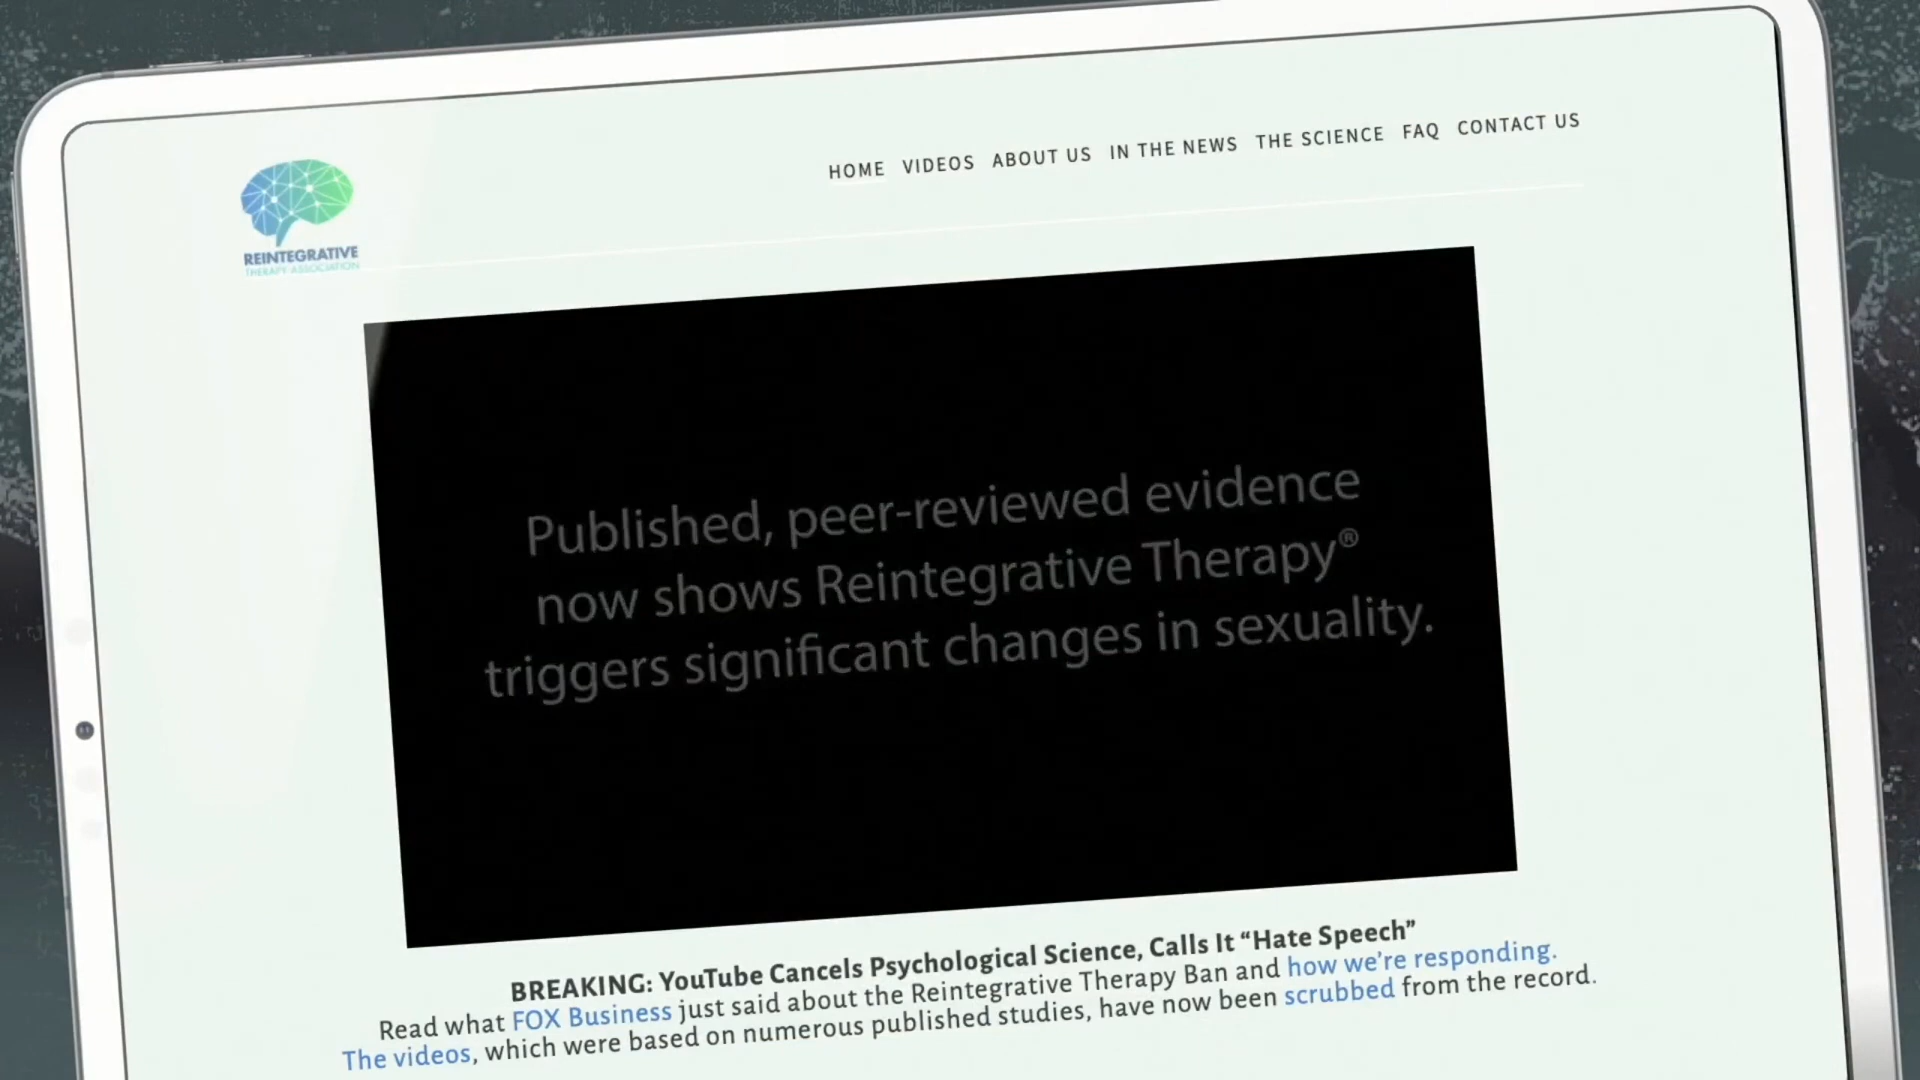 HOME VIDEOS ABOUT US IN THE NEWS THE SCIENCE FAQ CONTACT US
REINTEGRATIVE
THERAPY ASSOCIATION
Published, peer-reviewed evidence
now shows Reintegrative Therapy®
triggers significant changes in sexuality.
BREAKING: YouTube Cancels Psychological Science, Calls It “Hate Speech”
Read what FOX Business just said about the Reintegrative Therapy Ban and how we’re responding.
The videos, which were based on numerous published studies, have now been scrubbed from the record.